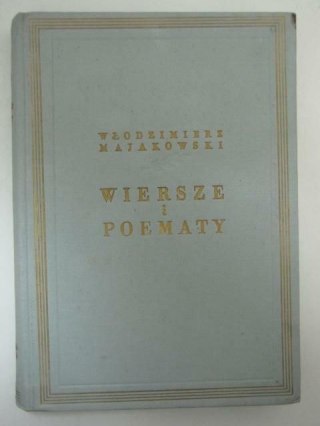 WŁODZIMIERZ
MAJAKOWSKI
WIERSZE
i
POEMATY